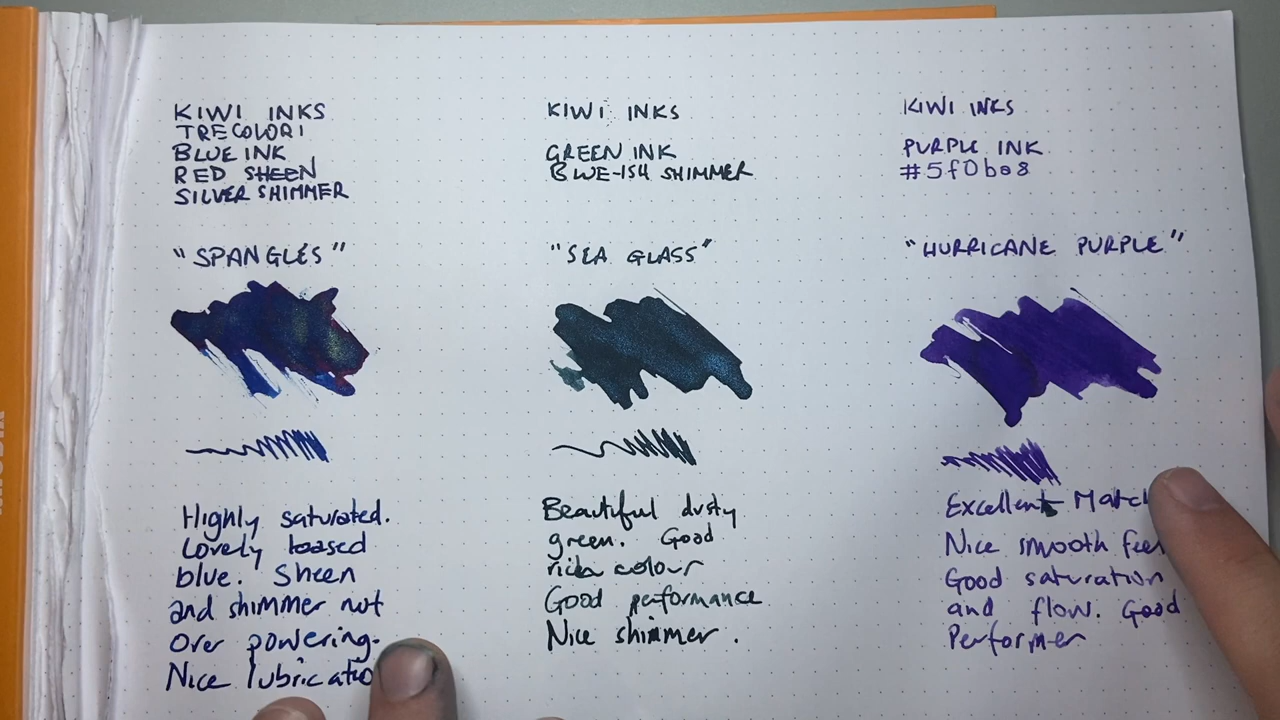 KIWI INKS
TRECOLORI
BLUE INK
RED SHEEN
SILVER SHIMMER
"SPANGLES"
Highly saturated.
Lovely based
blue. Sheen
and shimmer not
Over powering.
Nice lubricatio
KIWI INKS
GREEN INK
BLUE-ISH SHIMMER
"SEA GLASS"
Beautiful dusty
green. Good
rich colour
Good performance
Nice shimmer.
KIWI INKS
PURPLE INK
#5f0be8
"HURRICANE PURPLE"
Excellent Match
Nice smooth feel
Good saturation
and flow. Good
Performer